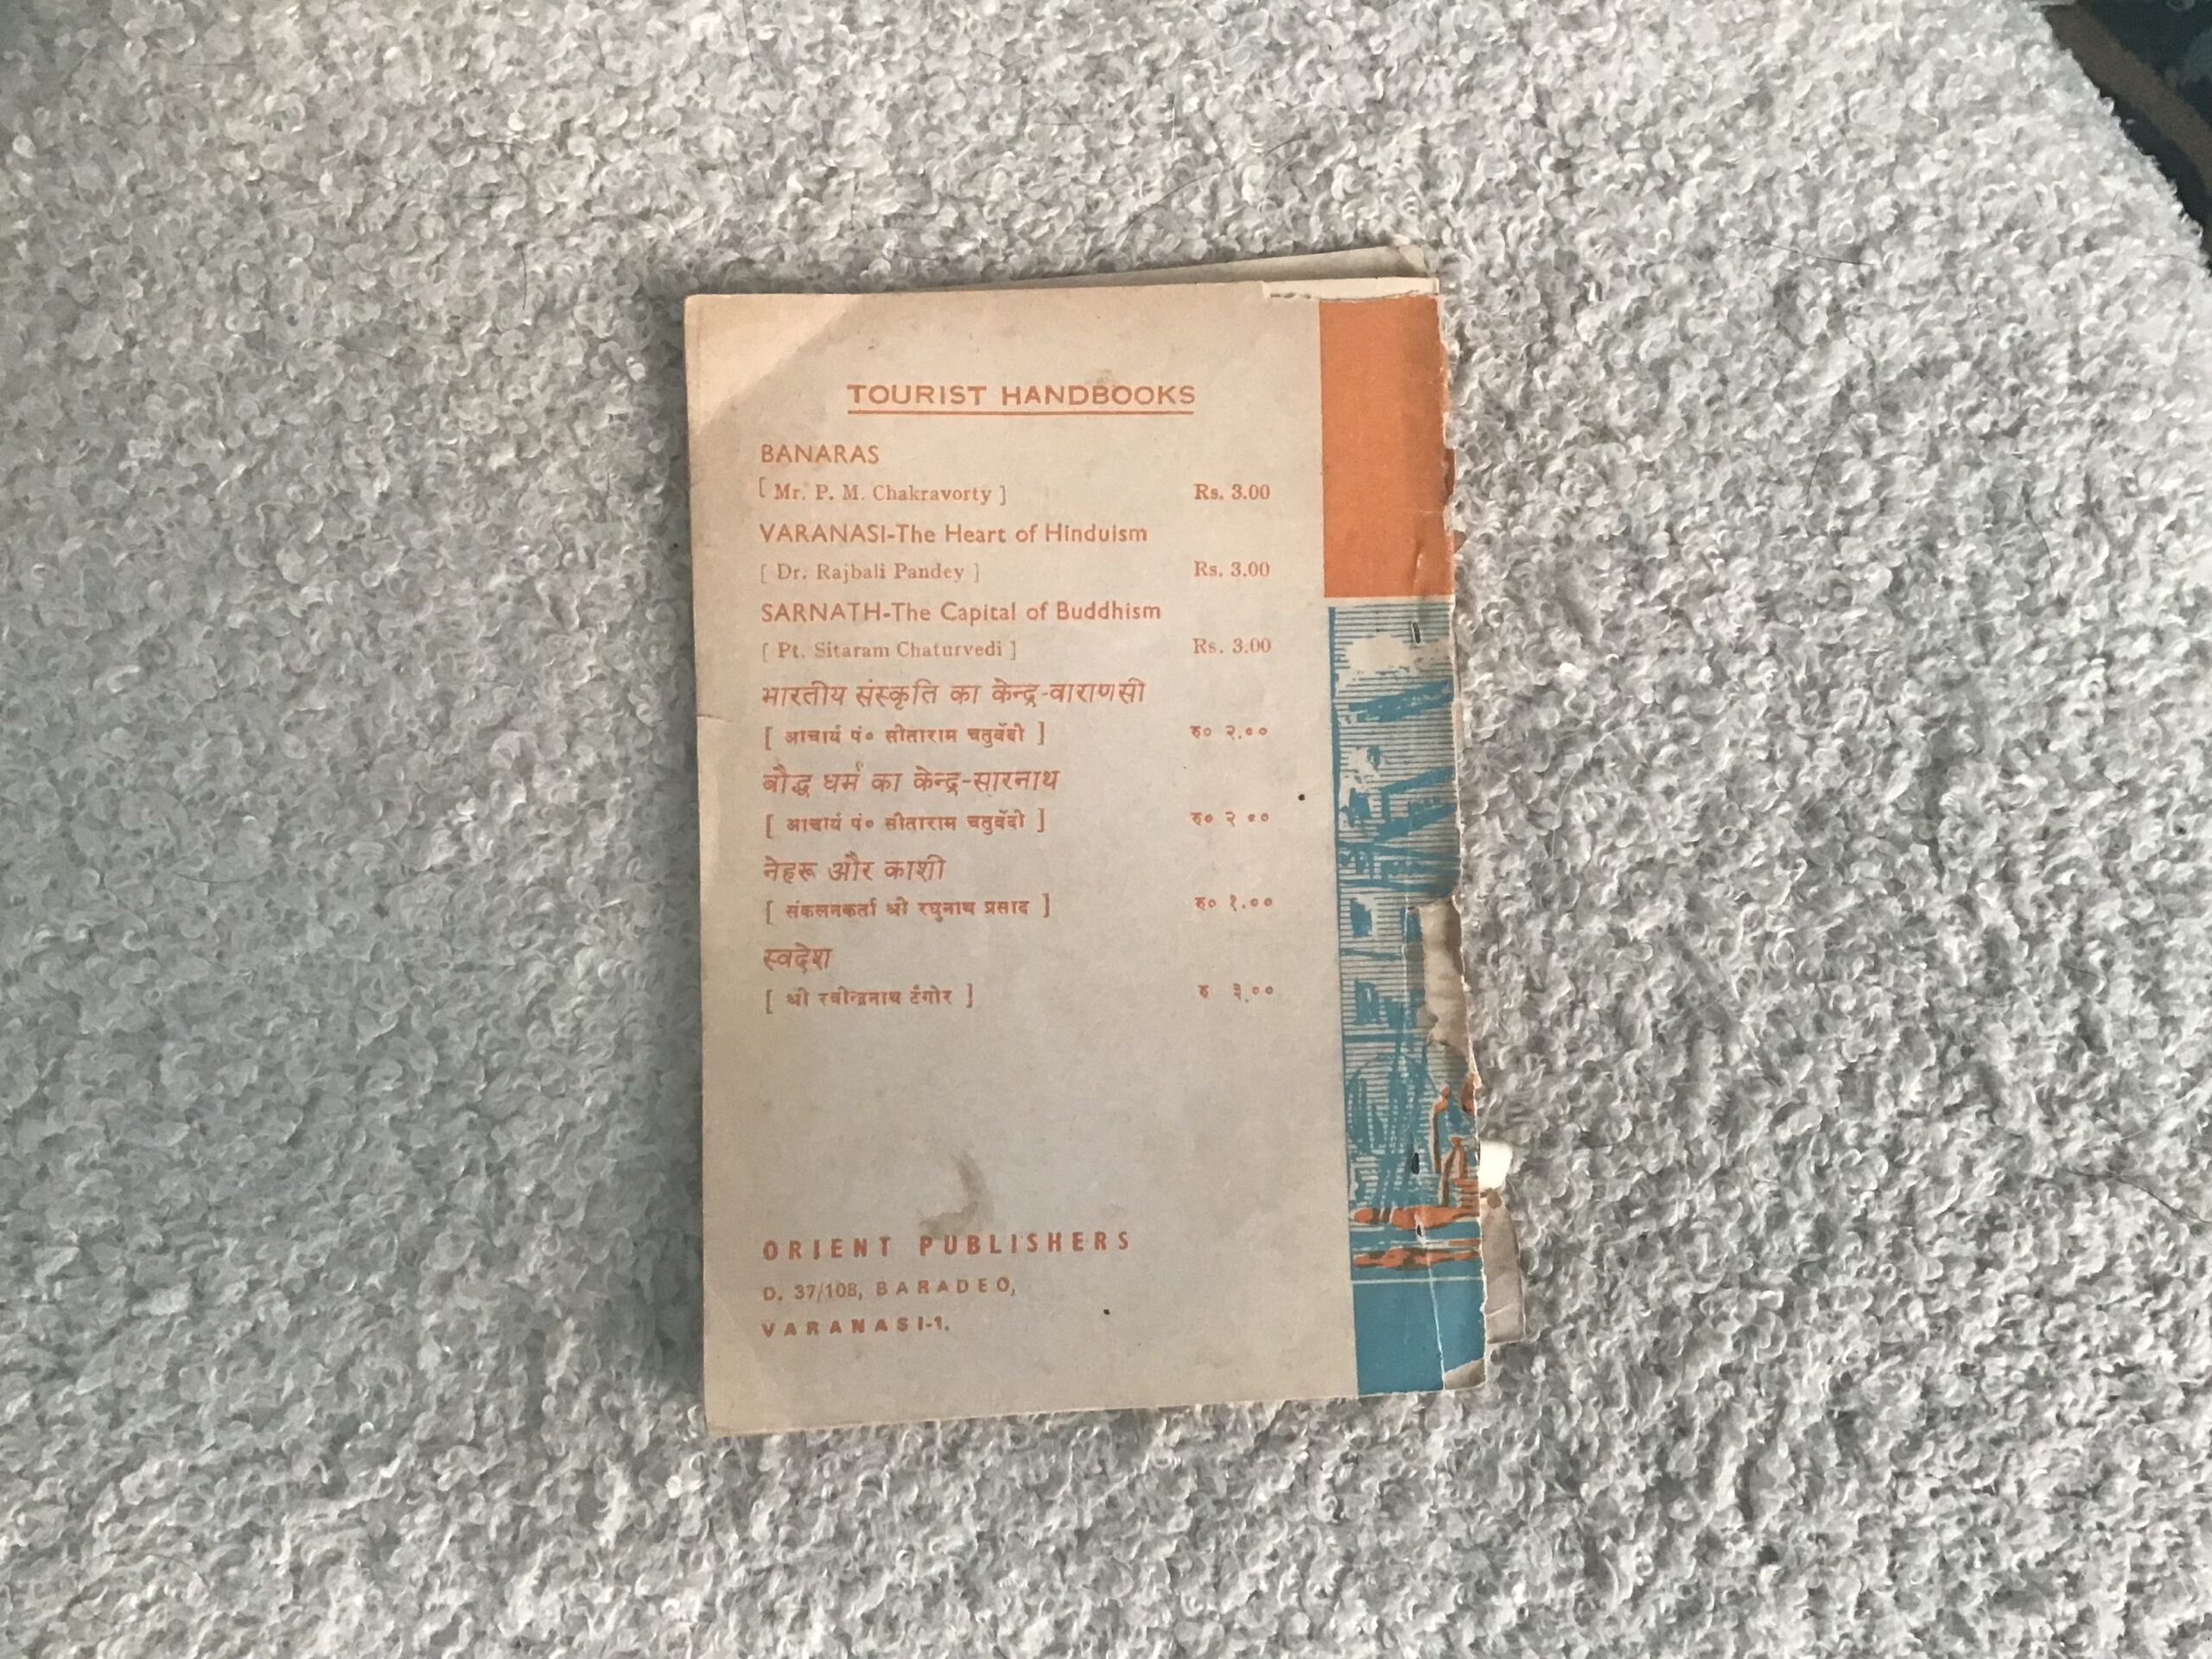 TOURIST HANDBOOKS
BANARAS
[ Mr. P. M. Chakravorty ] Rs. 3.00
VARANASI-The Heart of Hinduism
[ Dr. Rajbali Pandey ] Rs. 3.00
SARNATH-The Capital of Buddhism
[ Pt. Sitaram Chaturvedi ] Rs. 3.00
भारतीय संस्कृति का केन्द्र-वाराणसी
[ आचार्य पं० सीताराम चतुर्वेदी ] रु० २.००
बौद्ध धर्म का केन्द्र-सारनाथ
[ आचार्य पं० सीताराम चतुर्वेदी ] रु० २ ००
नेहरू और काशी
[ संकलनकर्ता श्री रघुनाथ प्रसाद ] रु० १.००
स्वदेश
[ श्री रवीन्द्रनाथ टैगोर ] रु ३.००
ORIENT PUBLISHERS
D. 37/108, BARADEO,
VARANASI-1.